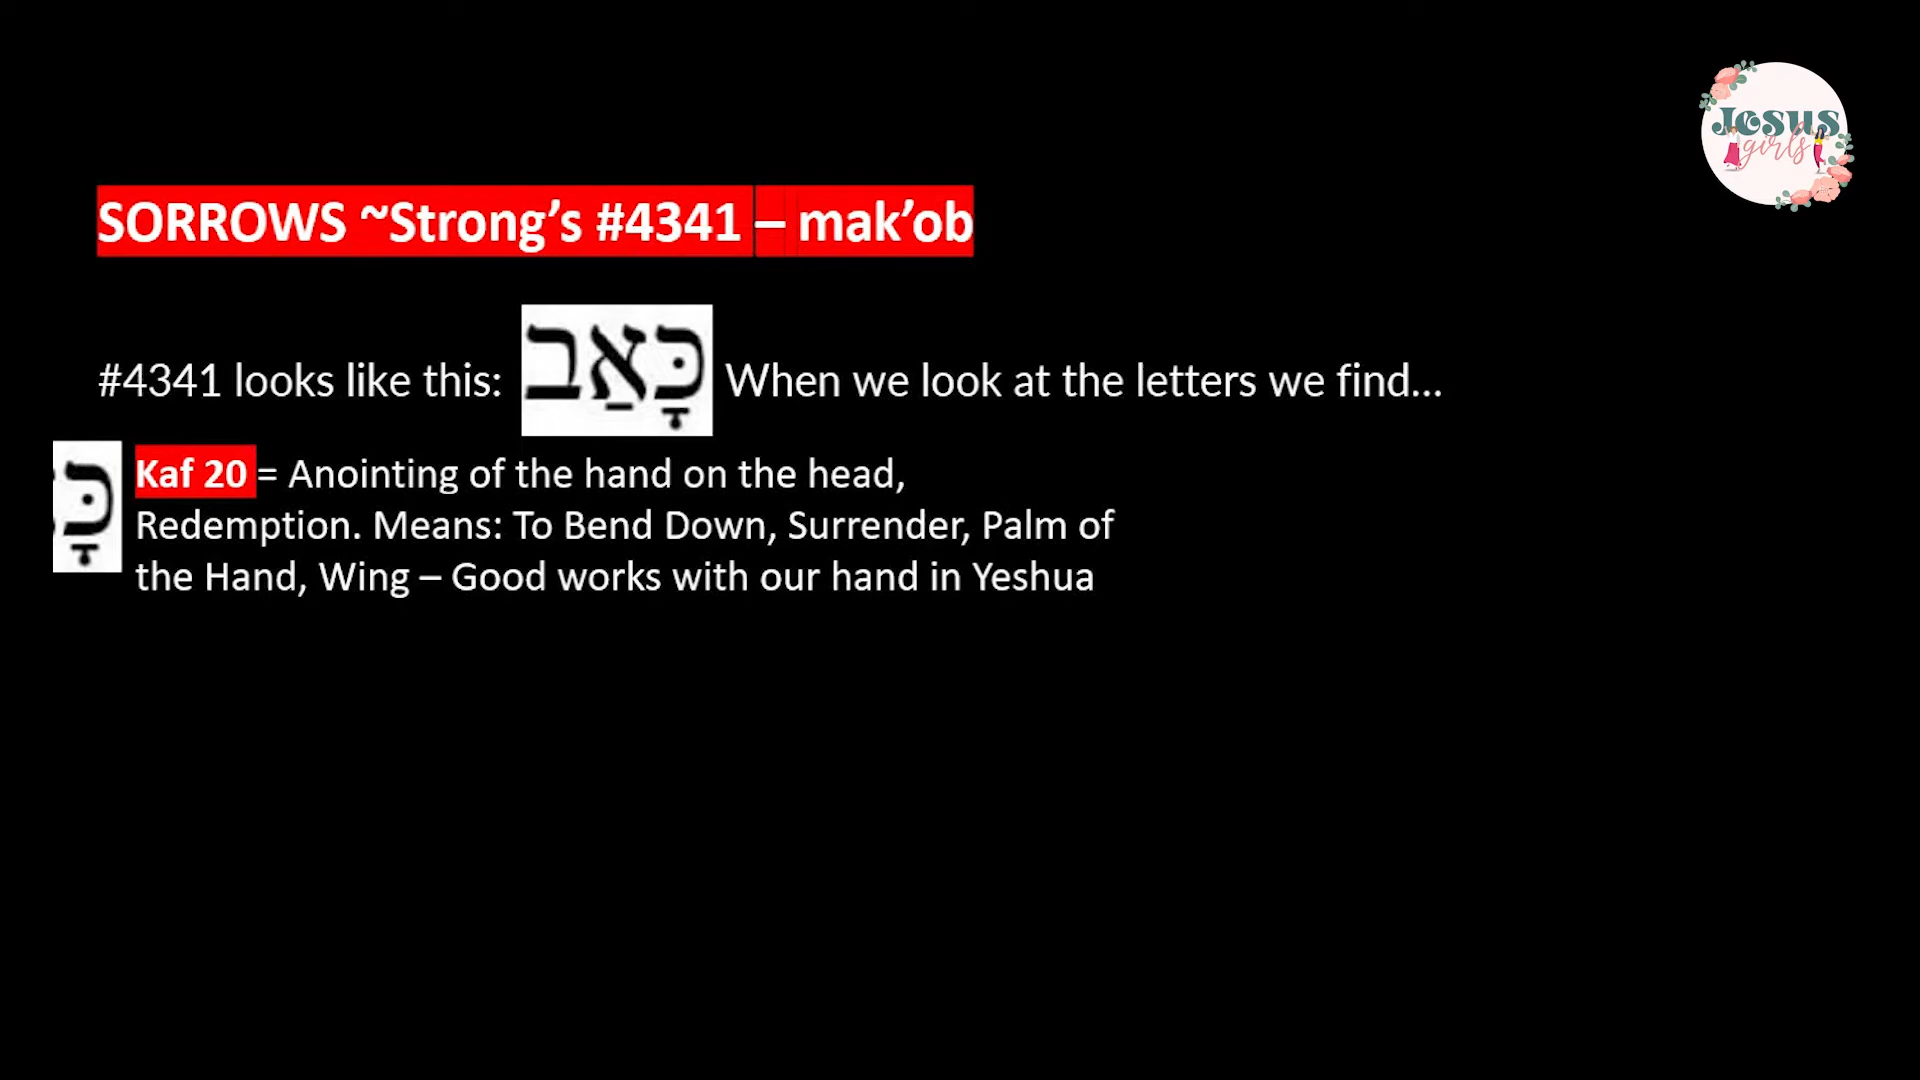 Jesus
girls
SORROWS ~Strong’s #4341 – mak’ob
#4341 looks like this: כָּאַב When we look at the letters we find...
כָּ Kaf 20 = Anointing of the hand on the head,
Redemption. Means: To Bend Down, Surrender, Palm of
the Hand, Wing – Good works with our hand in Yeshua